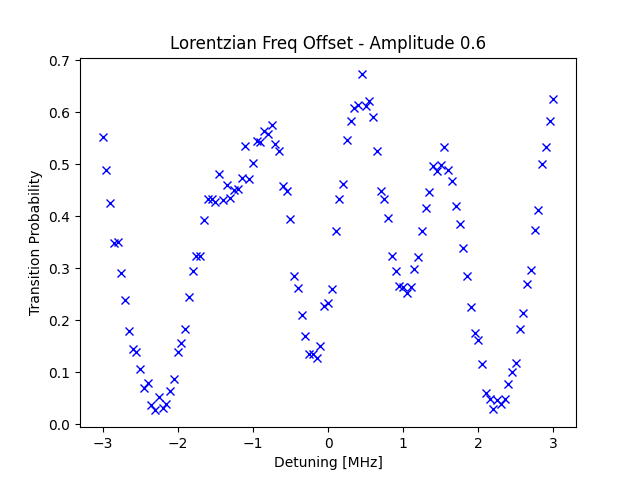 Lorentzian Freq Offset - Amplitude 0.6
Transition Probability
0.7
0.6
0.5
0.4
0.3
0.2
0.1
0.0
−3 −2 −1 0 1 2 3
Detuning [MHz]